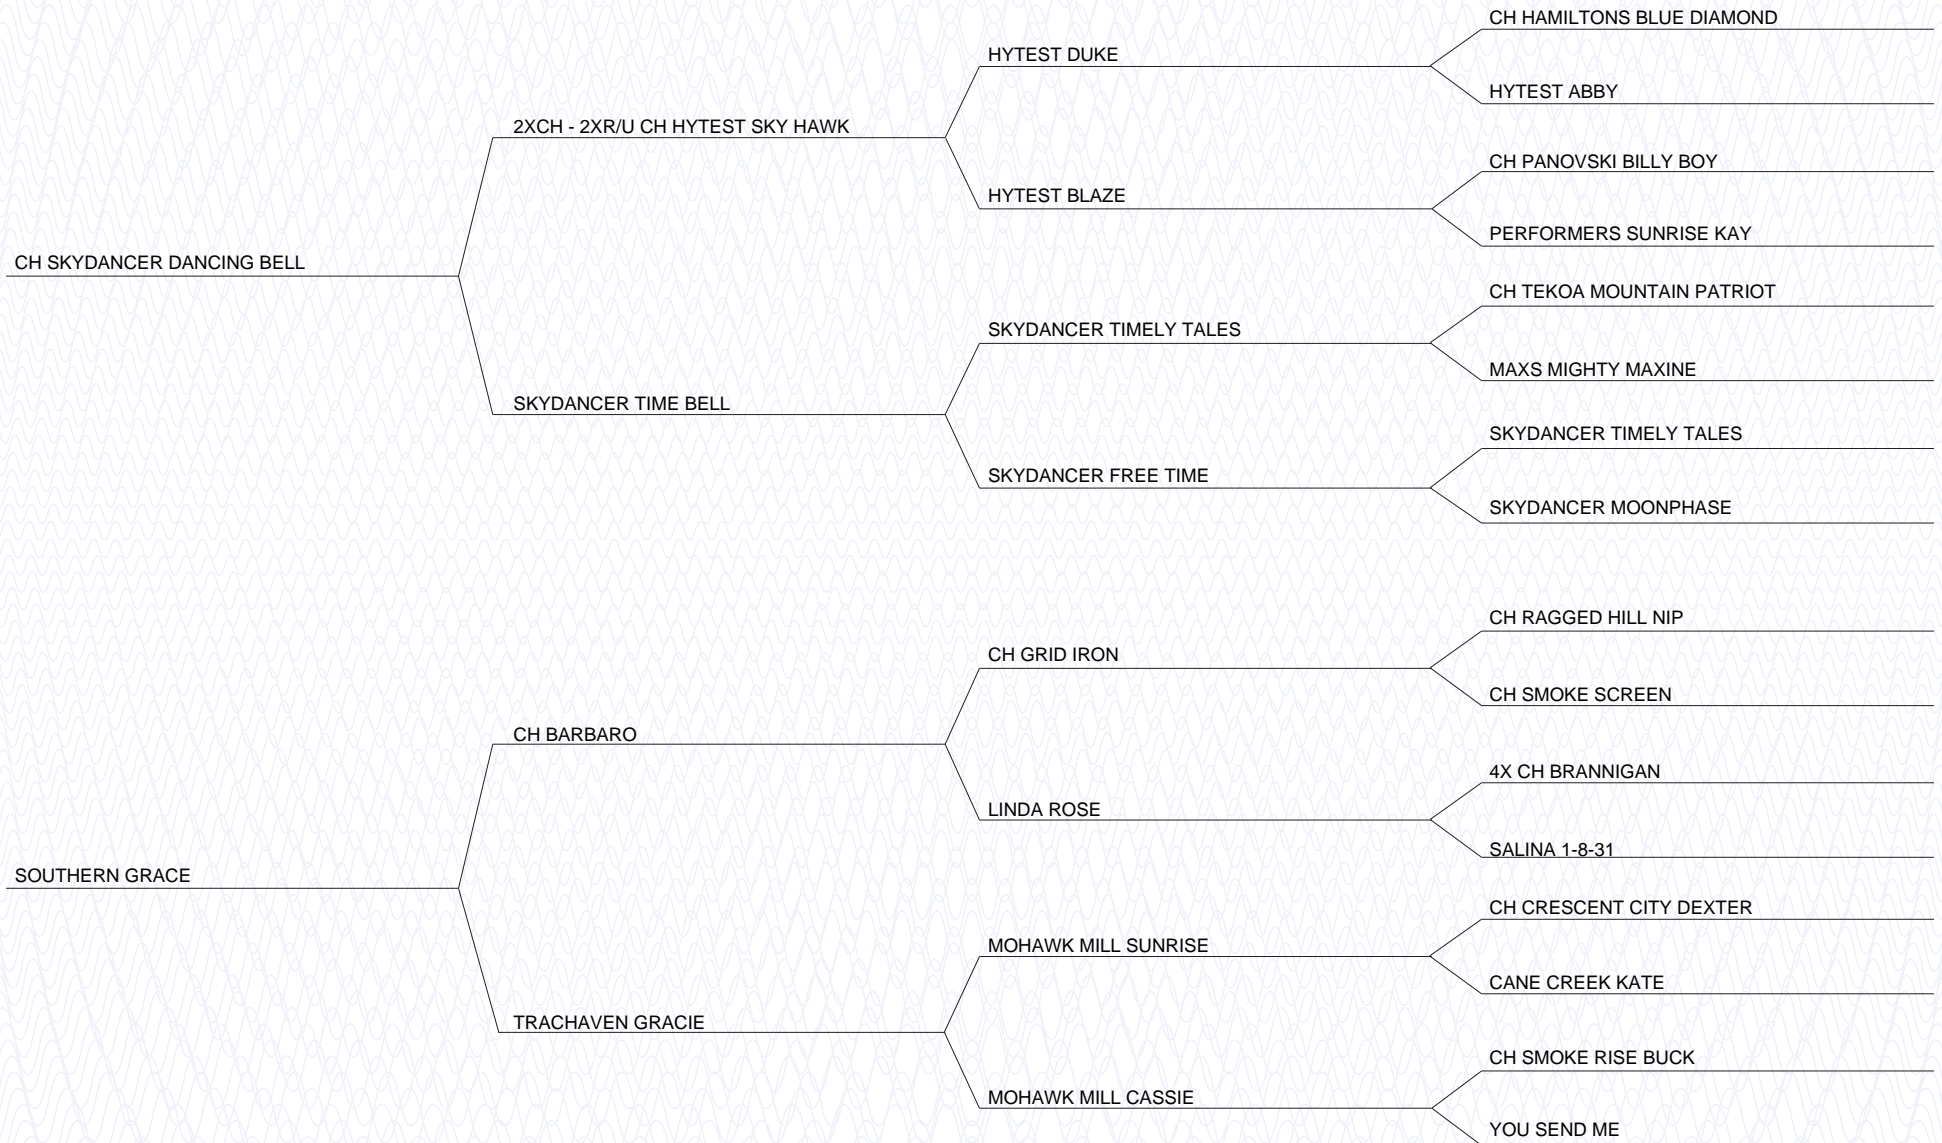 CH HAMILTONS BLUE DIAMOND
HYTEST DUKE
HYTEST ABBY
2XCH - 2XR/U CH HYTEST SKY HAWK
CH PANOVSKI BILLY BOY
HYTEST BLAZE
PERFORMERS SUNRISE KAY
CH SKYDANCER DANCING BELL
CH TEKOA MOUNTAIN PATRIOT
SKYDANCER TIMELY TALES
MAXS MIGHTY MAXINE
SKYDANCER TIME BELL
SKYDANCER TIMELY TALES
SKYDANCER FREE TIME
SKYDANCER MOONPHASE
CH RAGGED HILL NIP
CH GRID IRON
CH SMOKE SCREEN
CH BARBARO
4X CH BRANNIGAN
LINDA ROSE
SALINA 1-8-31
SOUTHERN GRACE
CH CRESCENT CITY DEXTER
MOHAWK MILL SUNRISE
CANE CREEK KATE
TRACHAVEN GRACIE
CH SMOKE RISE BUCK
MOHAWK MILL CASSIE
YOU SEND ME